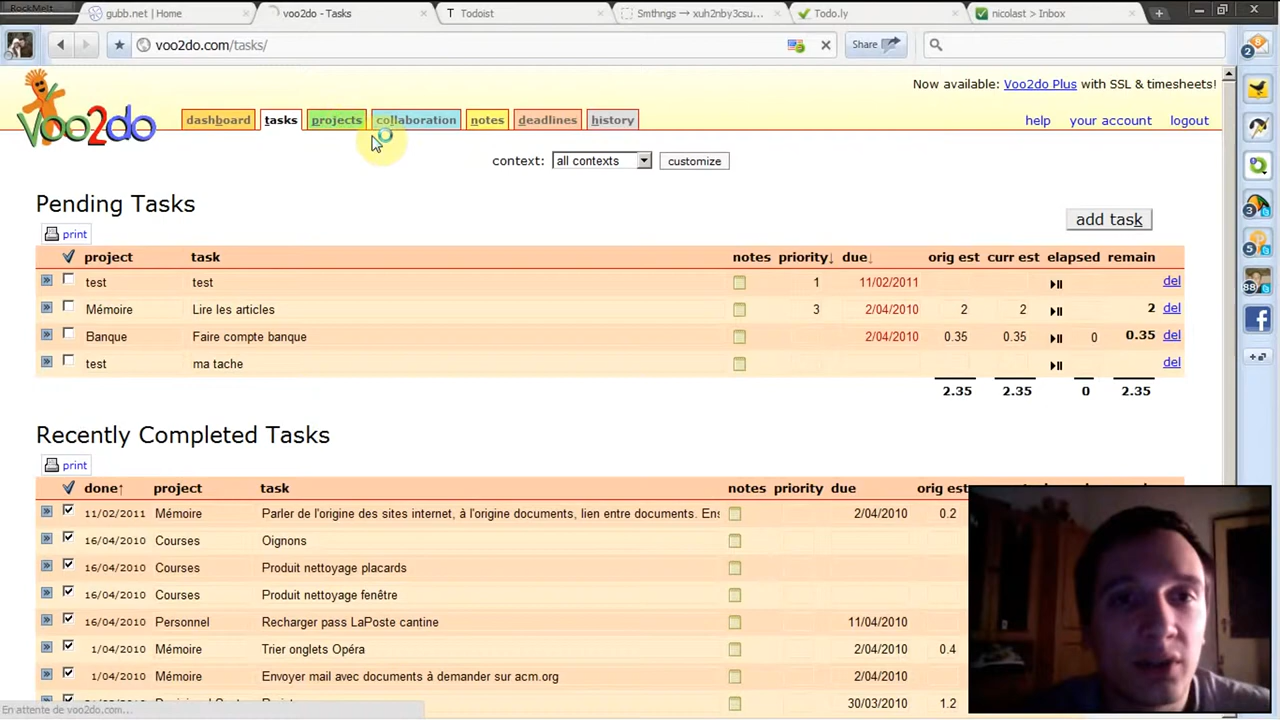 RockMelt
gubb.net | Home
voo2do - Tasks
Todoist
Smthngs → xuh2nby3csu...
Todo.ly
nicolast > Inbox
voo2do.com/tasks/
Share
2
Now available: Voo2do Plus with SSL & timesheets!
voo2do
dashboard
tasks
projects
collaboration
notes
deadlines
history
help
your account
logout
context:
all contexts
customize
Pending Tasks
add task
print
project task notes priority↓ due↓ orig est curr est elapsed remain
test test 1 11/02/2011 del
Mémoire Lire les articles 3 2/04/2010 2 2 2 del
Banque Faire compte banque 2/04/2010 0.35 0.35 0 0.35 del
test ma tache del
2.35 2.35 0 2.35
3
5
88
Recently Completed Tasks
print
done↑ project task notes priority due orig est
11/02/2011 Mémoire Parler de l'origine des sites internet, à l'origine documents, lien entre documents. Ens 2/04/2010 0.2
16/04/2010 Courses Oignons
16/04/2010 Courses Produit nettoyage placards
16/04/2010 Courses Produit nettoyage fenêtre
16/04/2010 Personnel Recharger pass LaPoste cantine 11/04/2010
1/04/2010 Mémoire Trier onglets Opéra 2/04/2010 0.4
1/04/2010 Mémoire Envoyer mail avec documents à demander sur acm.org 2/04/2010
30/03/2010 1.2
En attente de voo2do.com...